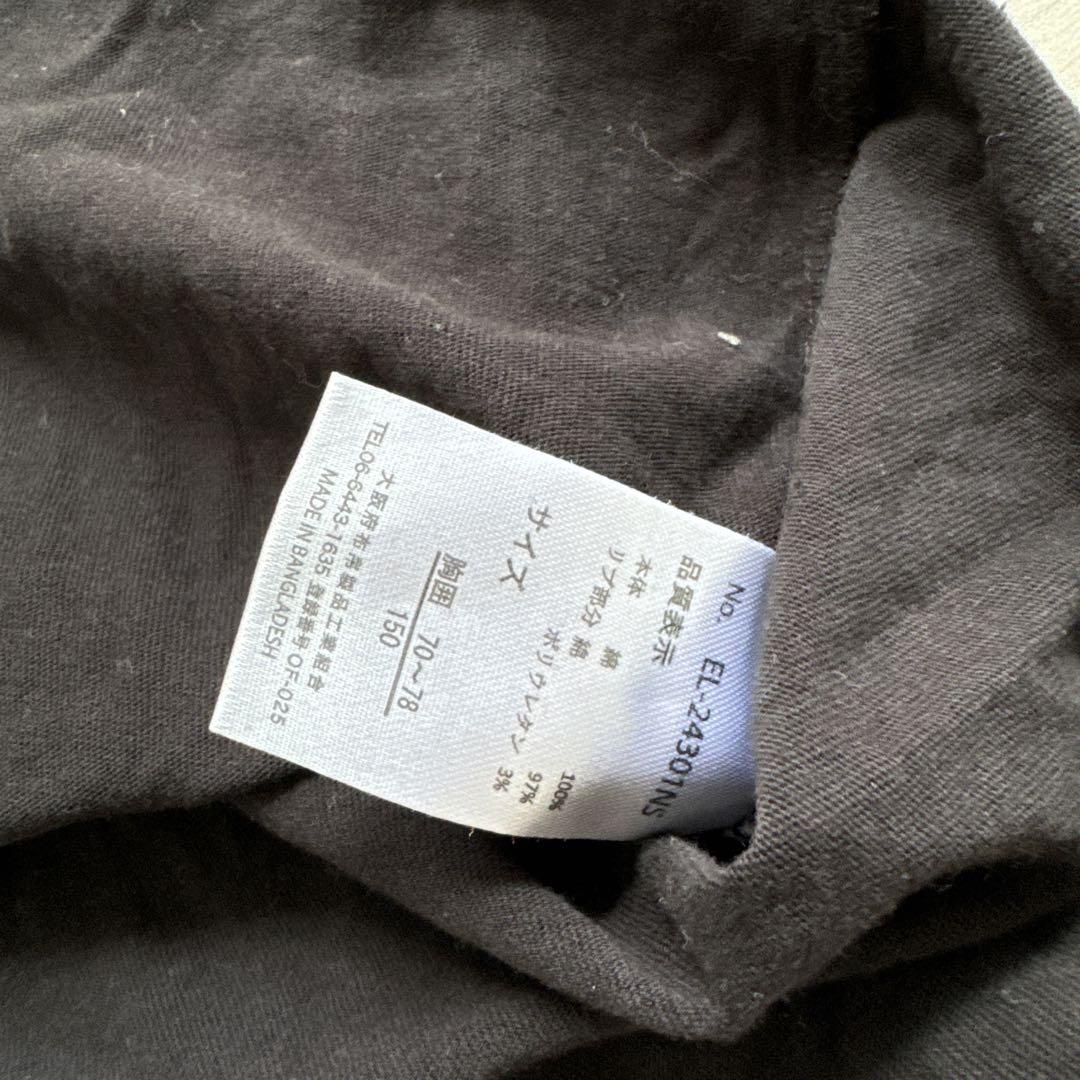 No. EL-24301NS
品質表示
本体 綿 100%
リブ部分 綿 97%
ポリウレタン 3%
サイズ
胸囲 70～78
150
大阪府布帛製品工業組合
TEL06-6443-1635 登録番号 OF-025
MADE IN BANGLADESH